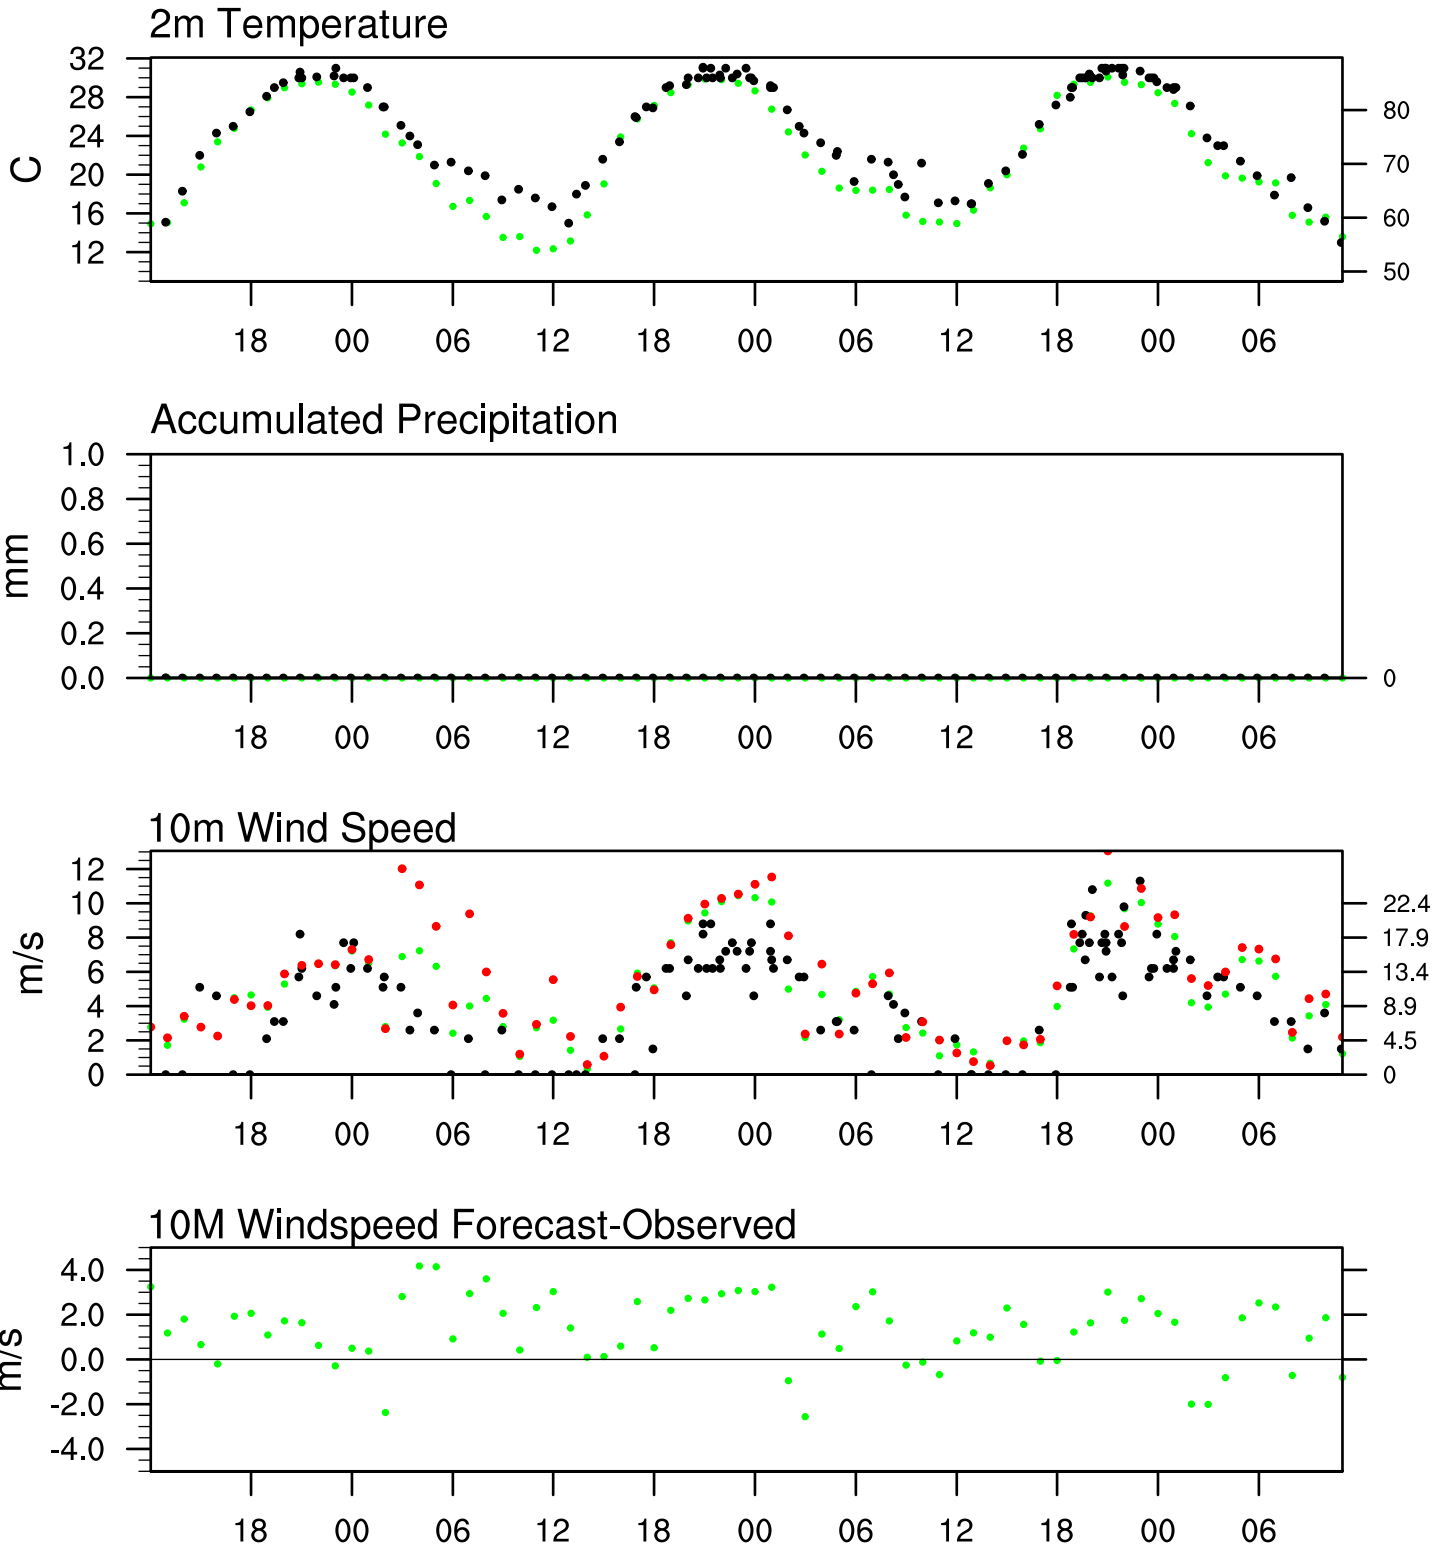 2m Temperature
32
28
24
20
16
12
C
80
70
60
50
18 00 06 12 18 00 06 12 18 00 06
Accumulated Precipitation
1.0
0.8
0.6
0.4
0.2
0.0
mm
0
18 00 06 12 18 00 06 12 18 00 06
10m Wind Speed
12
10
8
6
4
2
0
m/s
22.4
17.9
13.4
8.9
4.5
0
18 00 06 12 18 00 06 12 18 00 06
10M Windspeed Forecast-Observed
4.0
2.0
0.0
-2.0
-4.0
m/s
18 00 06 12 18 00 06 12 18 00 06